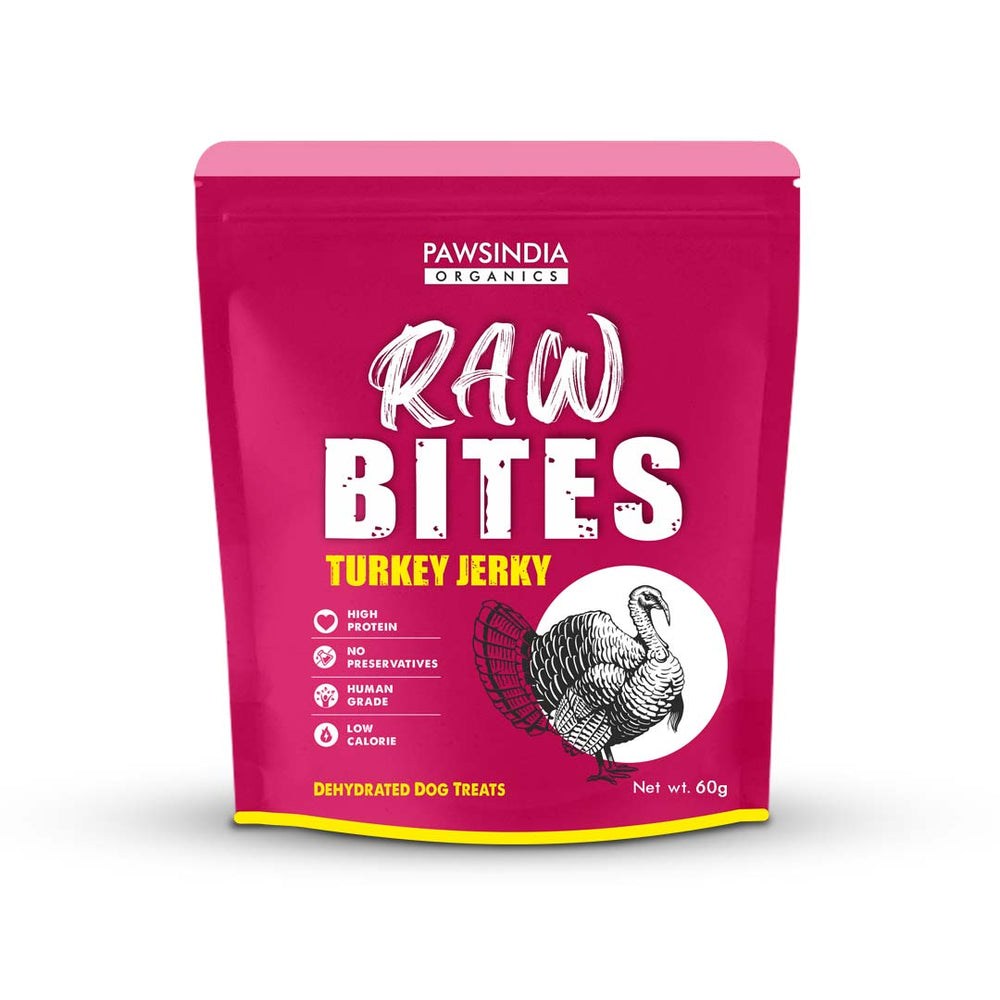 PAWSINDIA
ORGANICS
RAW
BITES
TURKEY JERKY
HIGH
PROTEIN
NO
PRESERVATIVES
HUMAN
GRADE
LOW
CALORIE
DEHYDRATED DOG TREATS
Net wt. 60g